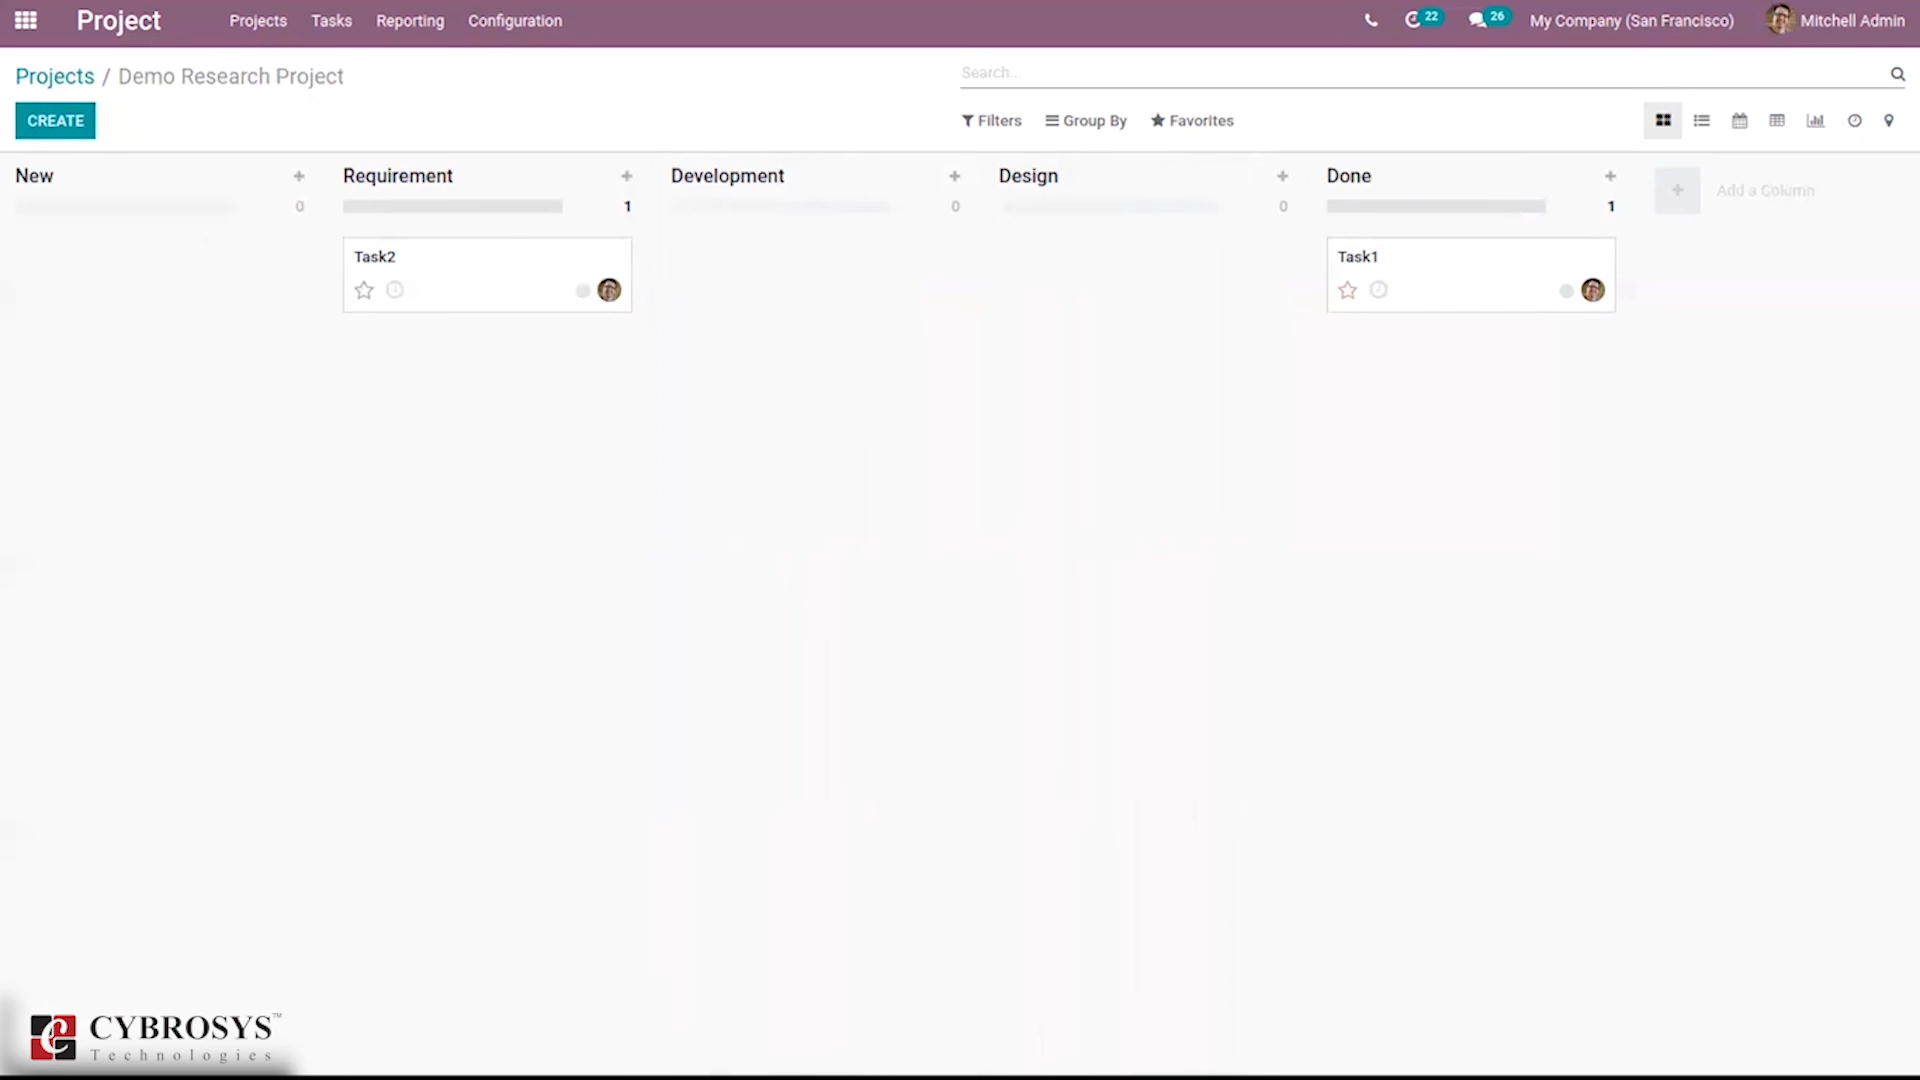 Project Projects Tasks Reporting Configuration 22 26 My Company (San Francisco) Mitchell Admin
Projects / Demo Research Project Search...
CREATE Filters Group By Favorites
New + Requirement + Development + Design + Done + + Add a Column
0 1 0 0 1
Task2 Task1
CYBROSYS™
Technologies